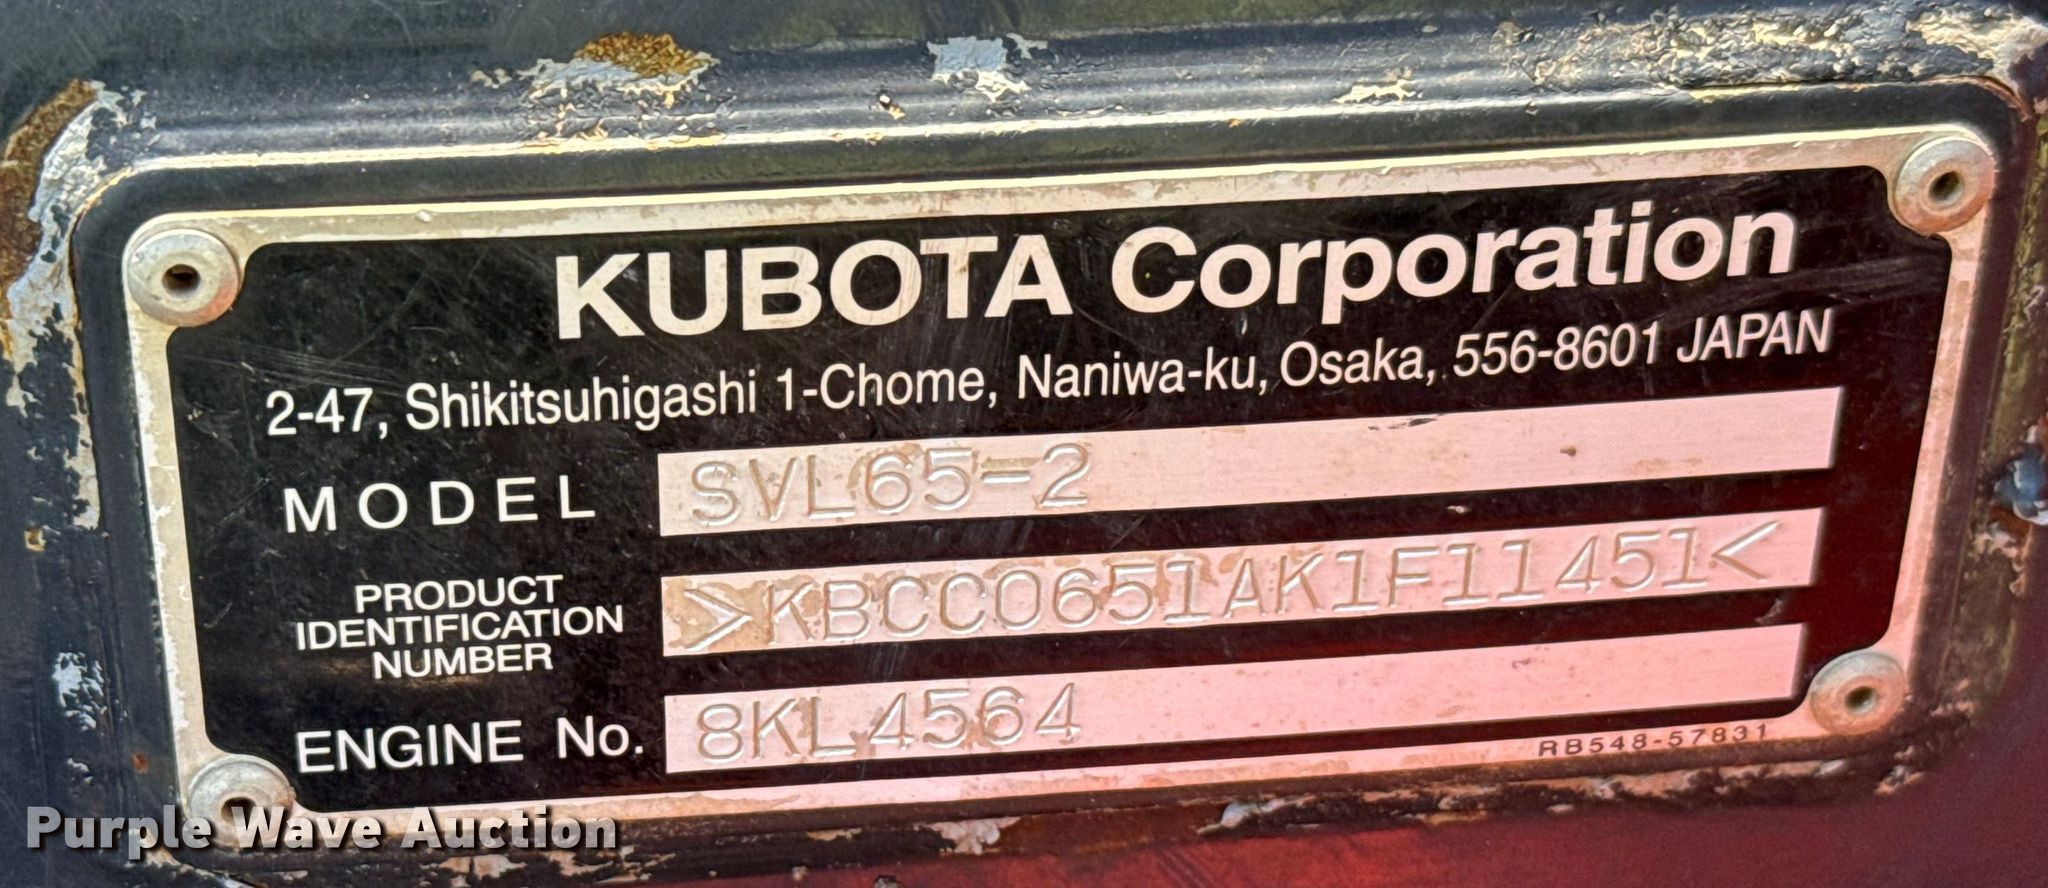 KUBOTA Corporation
2-47, Shikitsuhigashi 1-Chome, Naniwa-ku, Osaka, 556-8601 JAPAN
MODEL SVL65-2
PRODUCT
IDENTIFICATION
NUMBER
>KBCC0651AK1F11451<
ENGINE No. 8KL4564
RB548-57831
Purple Wave Auction